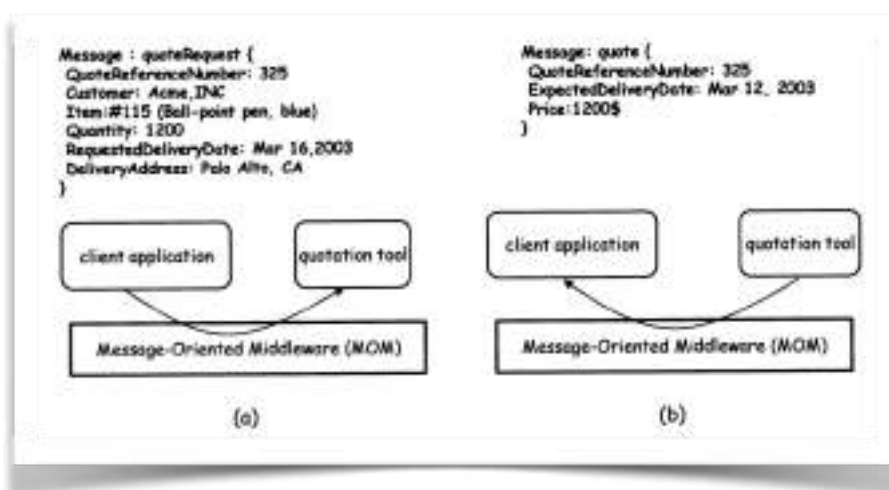 Message : quoteRequest {
QuoteReferenceNumber: 325
Customer: Acme,INC
Item:#115 (Ball-point pen, blue)
Quantity: 1200
RequestedDeliveryDate: Mar 16,2003
DeliveryAddress: Palo Alto, CA
}
client application
quotation tool
Message-Oriented Middleware (MOM)
(a)
Message: quote {
QuoteReferenceNumber: 325
ExpectedDeliveryDate: Mar 12, 2003
Price:1200$
}
client application
quotation tool
Message-Oriented Middleware (MOM)
(b)